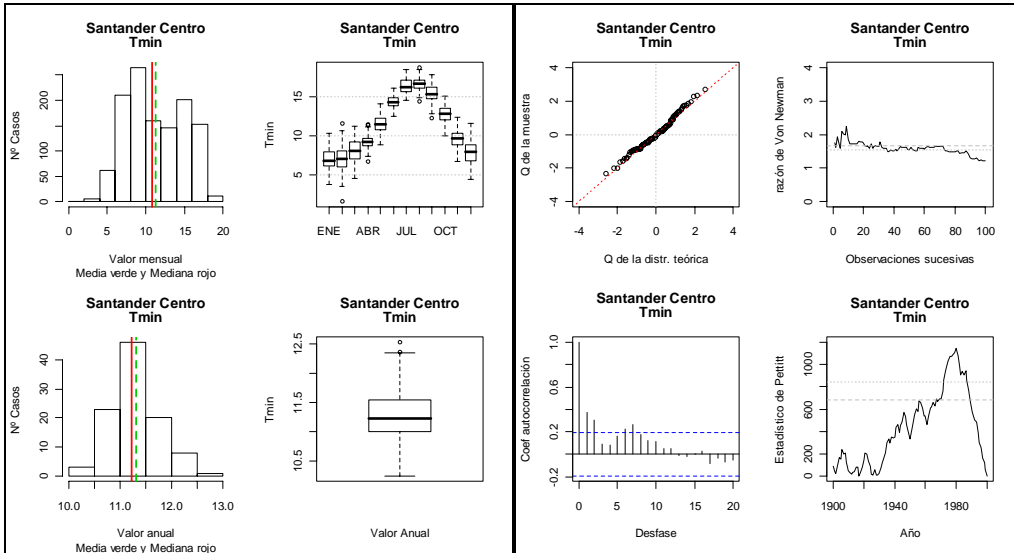 Santander Centro
Tmin
Nº Casos
0 50 100 200
0 5 10 15 20
Valor mensual
Media verde y Mediana rojo
Santander Centro
Tmin
Tmin
5 10 15
ENE ABR JUL OCT
Santander Centro
Tmin
Q de la muestra
-4 -2 0 2 4
-4 -2 0 2 4
Q de la distr. teórica
Santander Centro
Tmin
razón de Von Newman
0 1 2 3 4
0 20 40 60 80 100
Observaciones sucesivas
Santander Centro
Tmin
Nº Casos
0 10 20 30 40
10.0 11.0 12.0 13.0
Valor anual
Media verde y Mediana rojo
Santander Centro
Tmin
Tmin
10.5 11.5 12.5
Valor Anual
Santander Centro
Tmin
Coef autocorrelación
-0.2 0.2 0.6 1.0
0 5 10 15 20
Desfase
Santander Centro
Tmin
Estadístico de Pettitt
0 200 600 1000
1900 1940 1980
Año